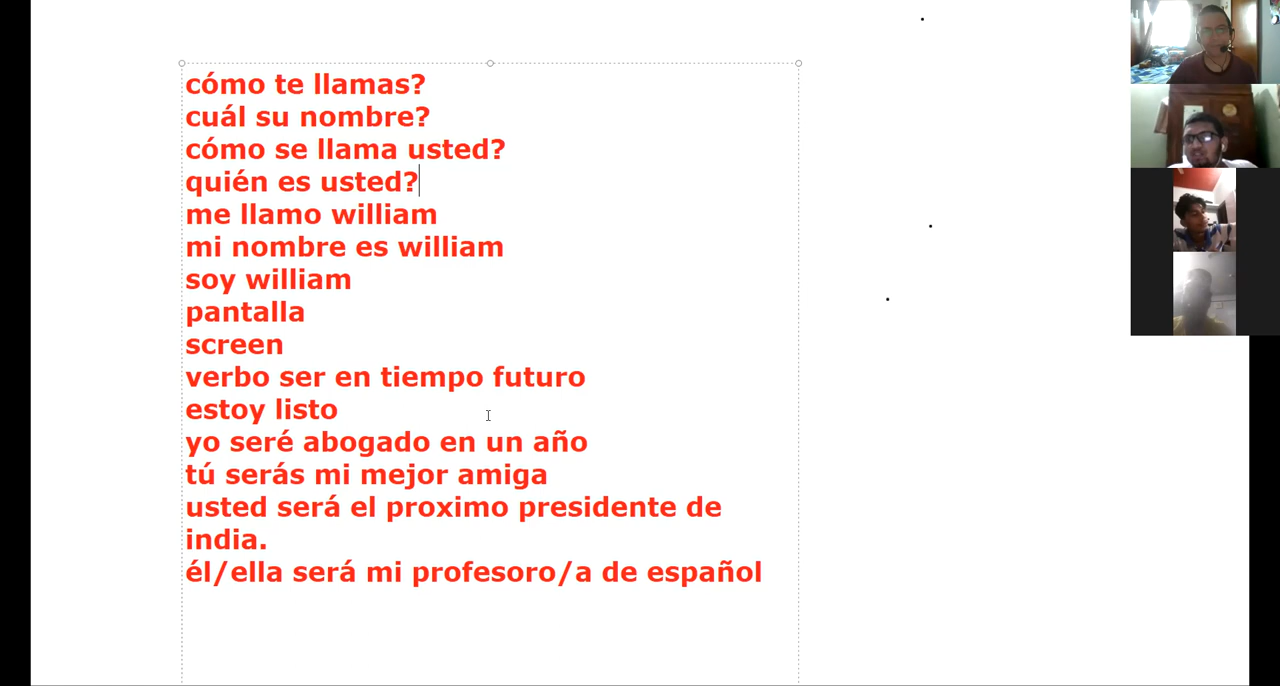 cómo te llamas?
cuál su nombre?
cómo se llama usted?
quién es usted?
me llamo william
mi nombre es william
soy william
pantalla
screen
verbo ser en tiempo futuro
estoy listo
yo seré abogado en un año
tú serás mi mejor amiga
usted será el proximo presidente de
india.
él/ella será mi profesoro/a de español